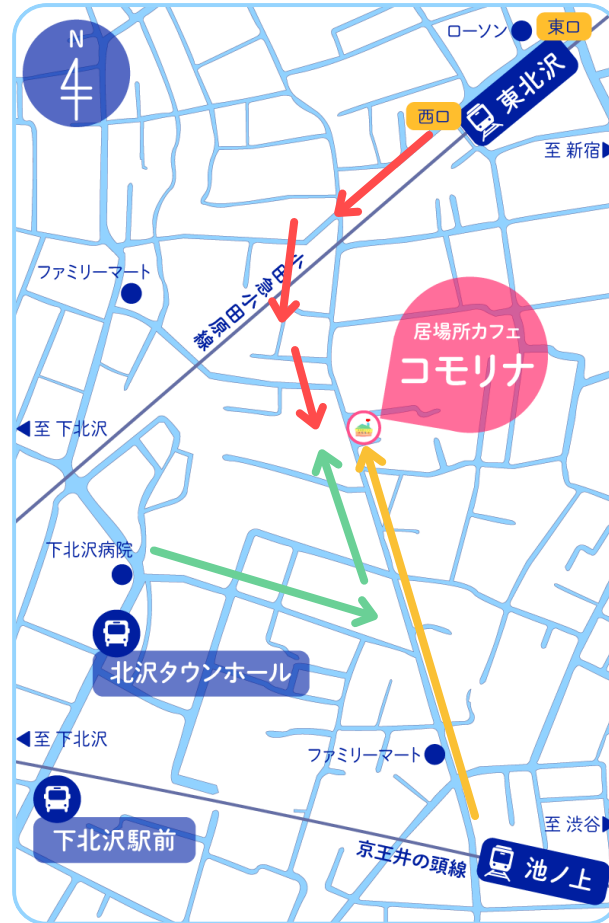 N
ローソン
東口
東北沢
西口
至 新宿▶
ファミリーマート
小田急小田原線
居場所カフェ
コモリナ
◀至 下北沢
下北沢病院
北沢タウンホール
◀至 下北沢
ファミリーマート
下北沢駅前
至 渋谷▶
京王井の頭線
池ノ上